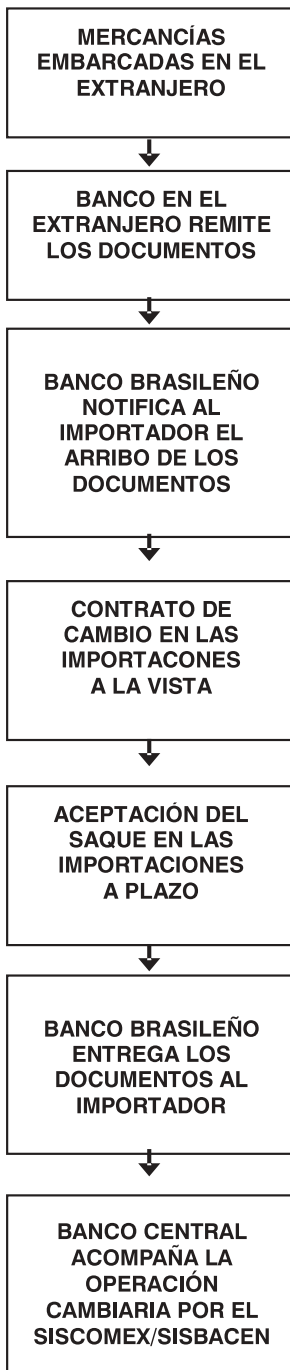 MERCANCÍAS
EMBARCADAS EN EL
EXTRANJERO
BANCO EN EL
EXTRANJERO REMITE
LOS DOCUMENTOS
BANCO BRASILEÑO
NOTIFICA AL
IMPORTADOR EL
ARRIBO DE LOS
DOCUMENTOS
CONTRATO DE
CAMBIO EN LAS
IMPORTACONES
A LA VISTA
ACEPTACIÓN DEL
SAQUE EN LAS
IMPORTACIONES
A PLAZO
BANCO BRASILEÑO
ENTREGA LOS
DOCUMENTOS AL
IMPORTADOR
BANCO CENTRAL
ACOMPAÑA LA
OPERACIÓN
CAMBIARIA POR EL
SISCOMEX/SISBACEN